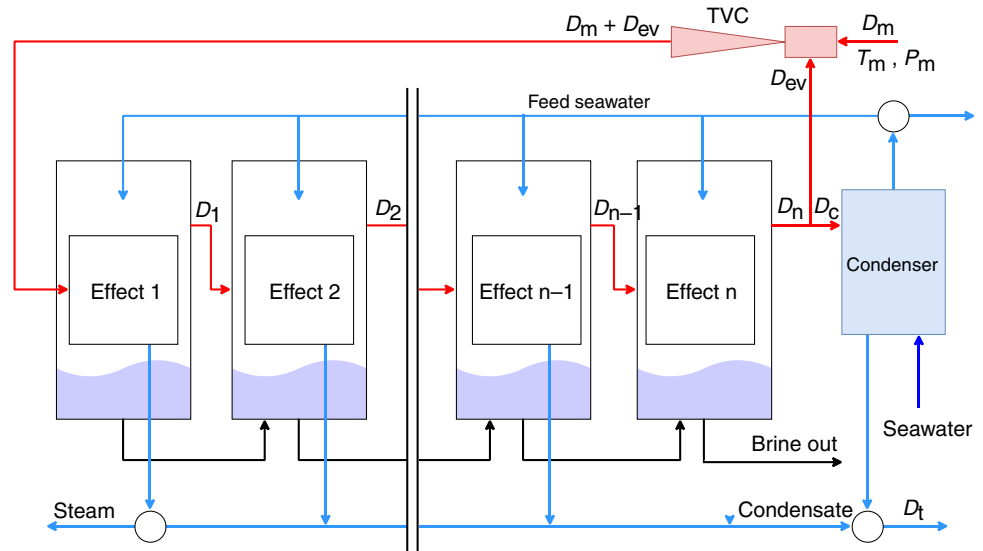 TVC
Dm + Dev
Dm
Tm , Pm
Dev
Feed seawater
D1
D2
Dn–1
Dn
Dc
Effect 1
Effect 2
Effect n–1
Effect n
Condenser
Seawater
Brine out
Steam
Condensate
Dt